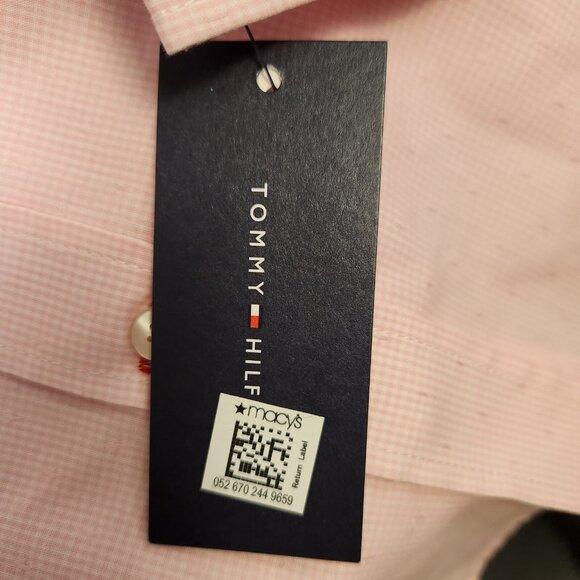 TOMMY HILF
★macy's
Return Label
052 670 244 9659